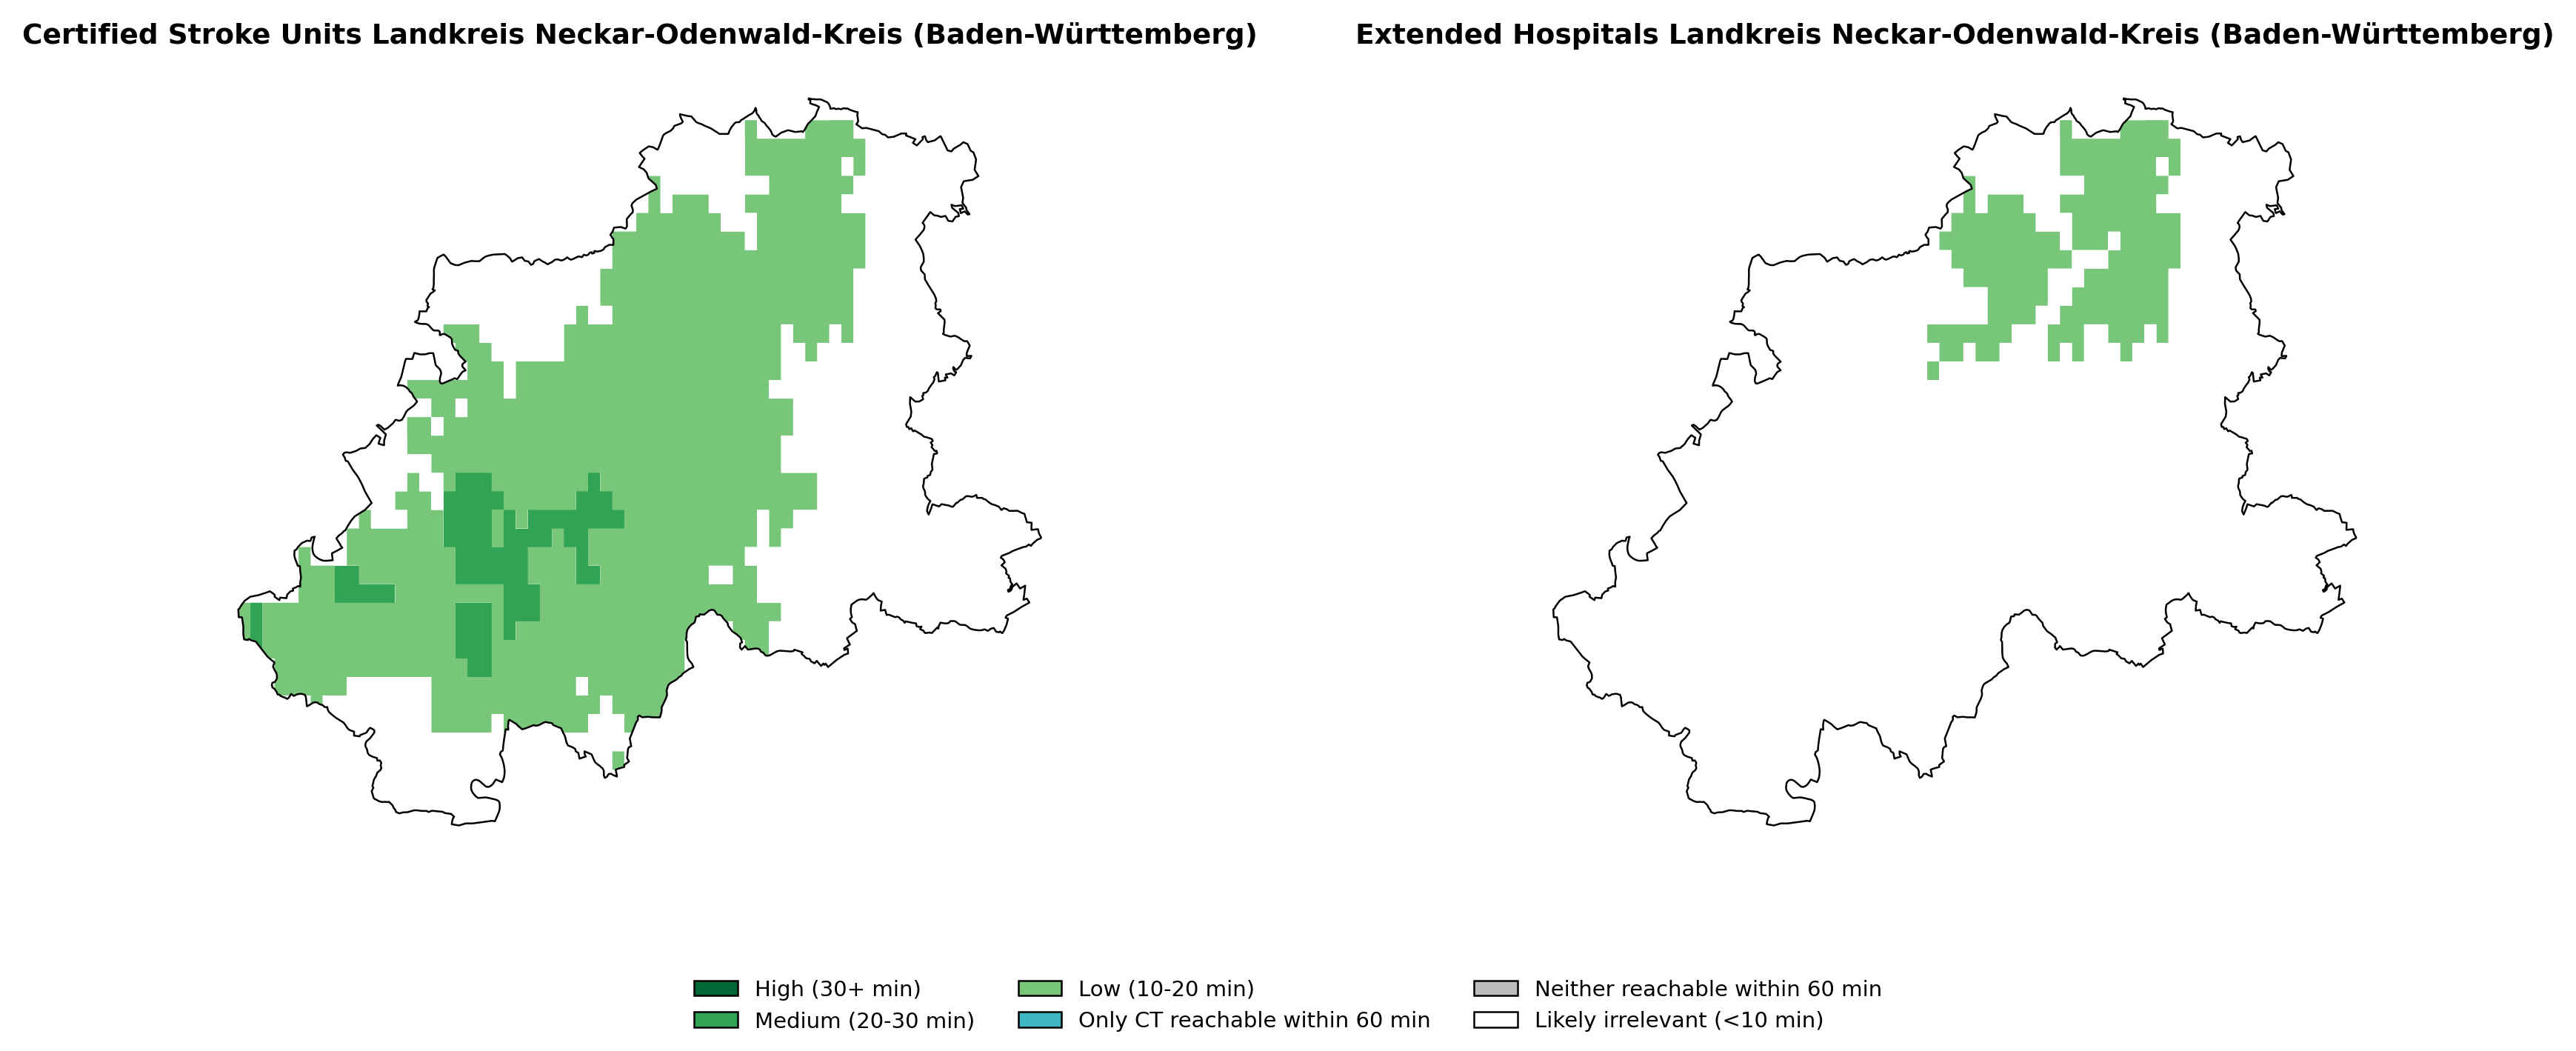 Certified Stroke Units Landkreis Neckar-Odenwald-Kreis (Baden-Württemberg)
Extended Hospitals Landkreis Neckar-Odenwald-Kreis (Baden-Württemberg)
High (30+ min)
Medium (20-30 min)
Low (10-20 min)
Only CT reachable within 60 min
Neither reachable within 60 min
Likely irrelevant (<10 min)